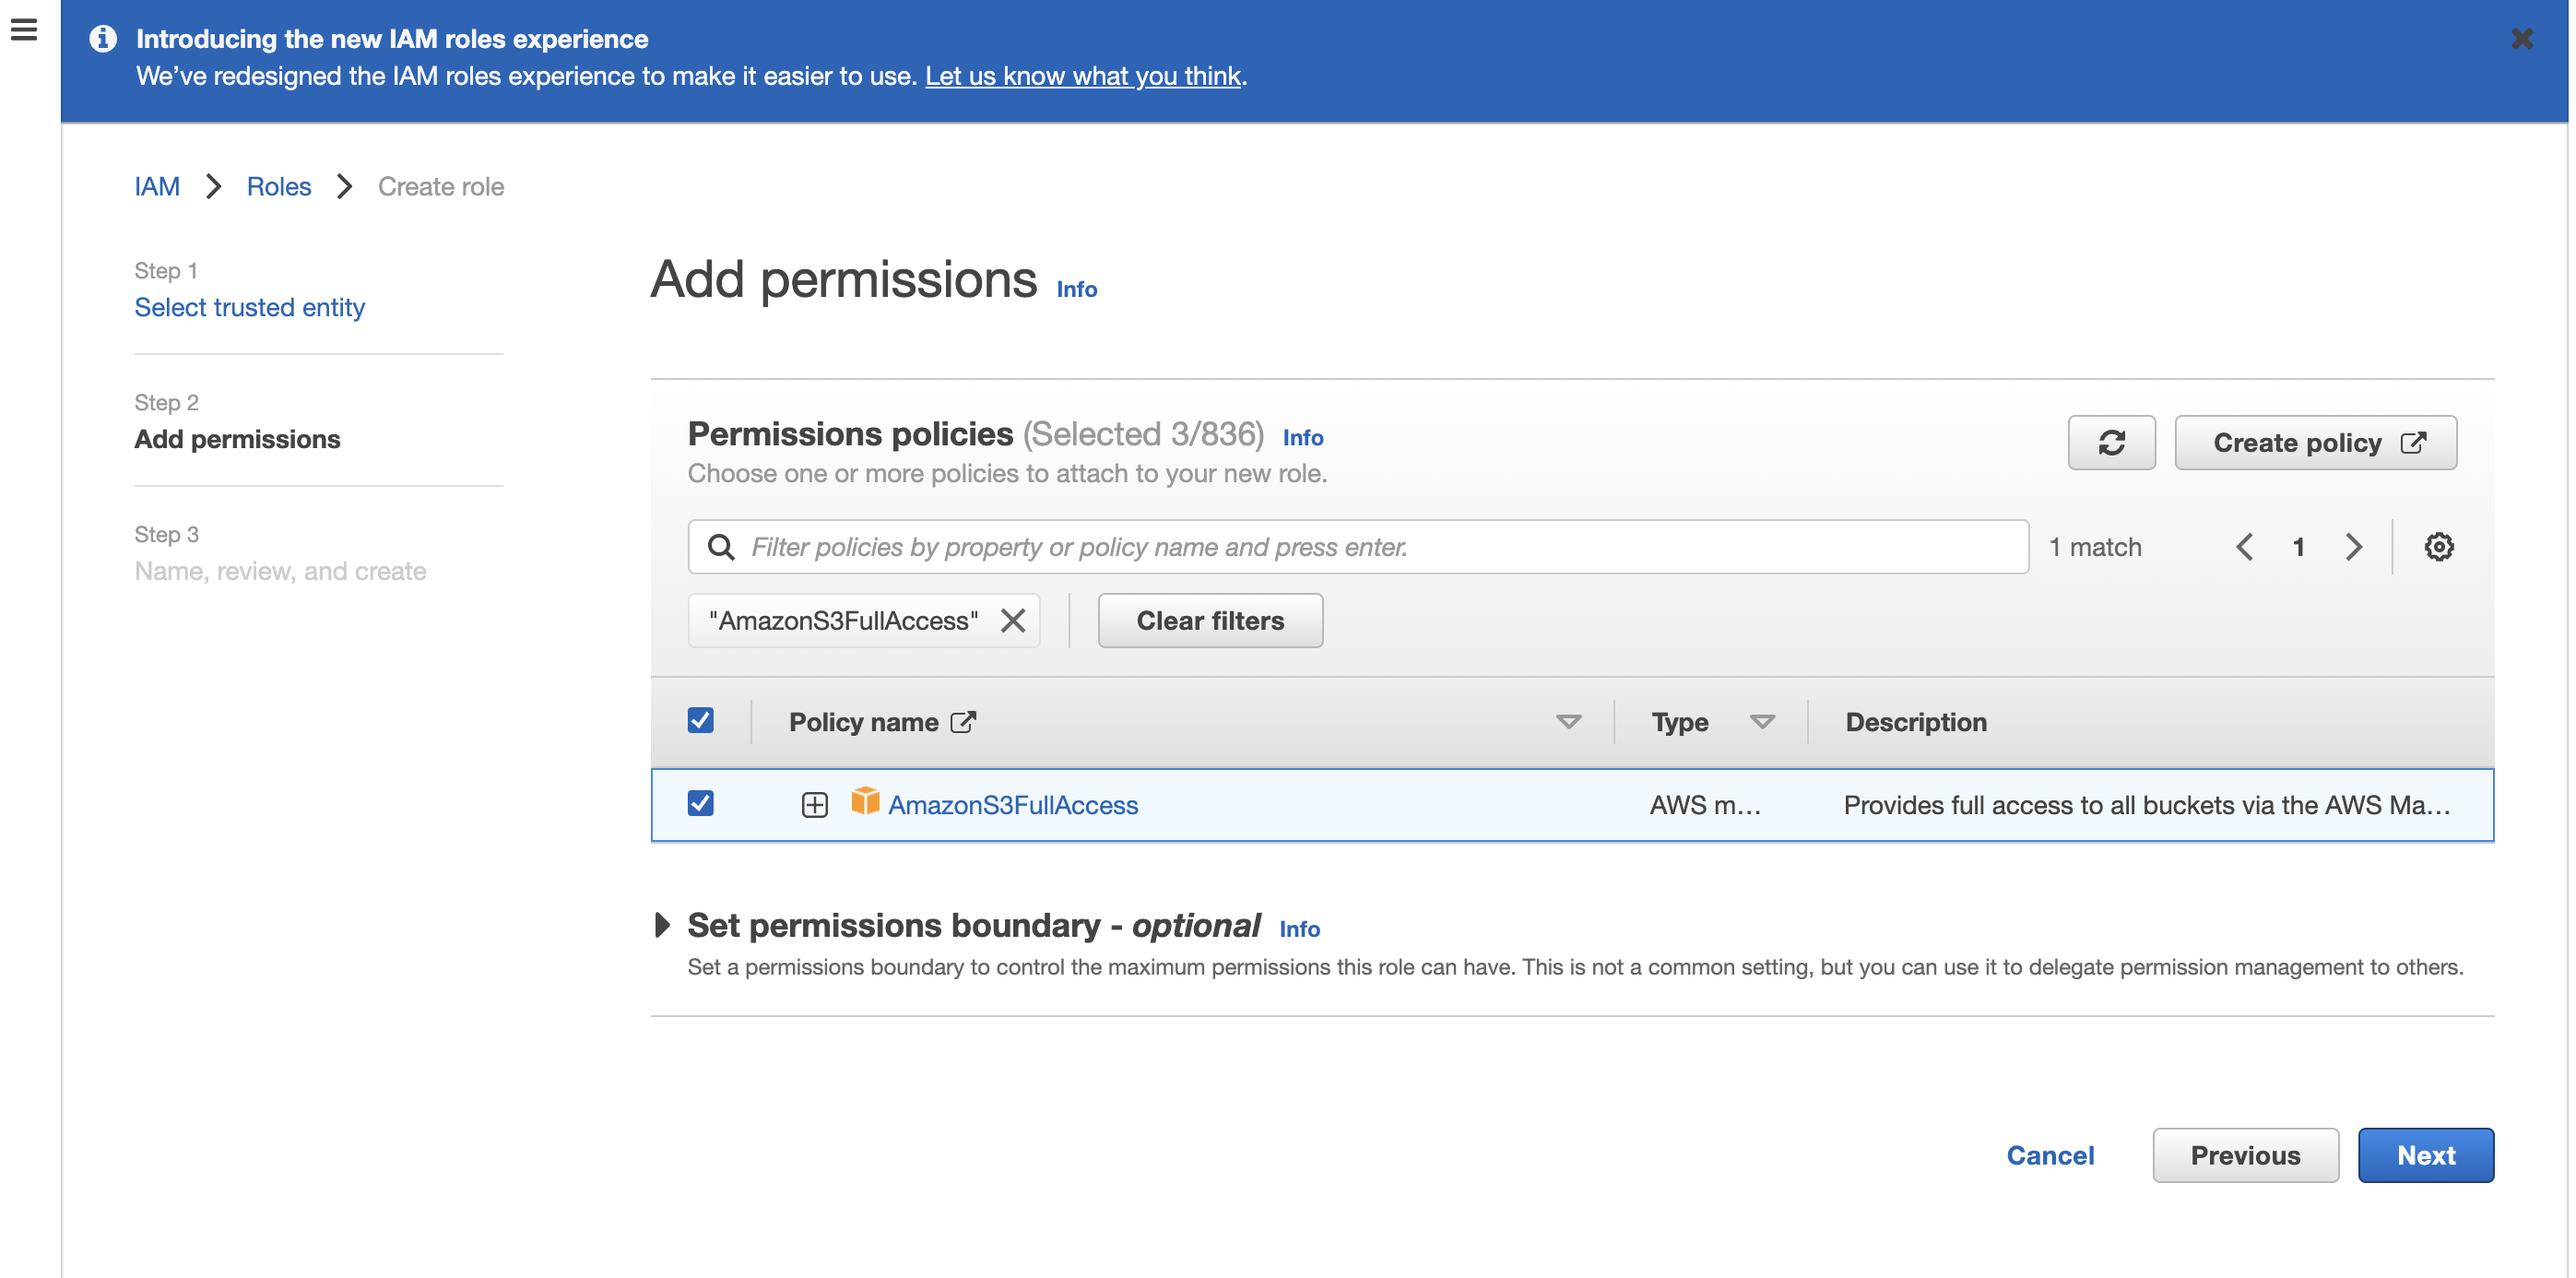 Introducing the new IAM roles experience
We've redesigned the IAM roles experience to make it easier to use. Let us know what you think.
IAM > Roles > Create role
Step 1
Select trusted entity
Step 2
Add permissions
Step 3
Name, review, and create
Add permissions Info
Permissions policies (Selected 3/836) Info
Choose one or more policies to attach to your new role.
Create policy
Filter policies by property or policy name and press enter.
1 match
1
"AmazonS3FullAccess"
Clear filters
Policy name Type Description
AmazonS3FullAccess AWS m... Provides full access to all buckets via the AWS Ma...
Set permissions boundary - optional Info
Set a permissions boundary to control the maximum permissions this role can have. This is not a common setting, but you can use it to delegate permission management to others.
Cancel Previous Next